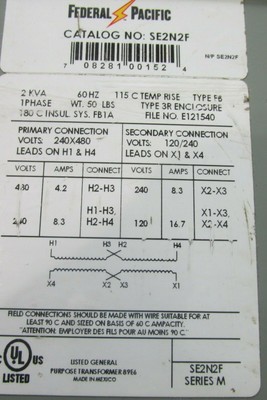 FEDERAL PACIFIC
CATALOG NO: SE2N2F
7 08281 00152 4
N/P SE2N2F
2 KVA 60 HZ 115 C TEMP RISE TYPE FB
1PHASE WT. 50 LBS TYPE 3R ENCLOSURE
180 C INSUL SYS. FB1A FILE NO. E121540
PRIMARY CONNECTION
VOLTS: 240X480
LEADS ON H1 & H4
SECONDARY CONNECTION
VOLTS: 120/240
LEADS ON X1 & X4
VOLTS AMPS CONNECT VOLTS AMPS CONNECT
480 4.2 H2-H3 240 8.3 X2-X3
240 8.3 H1-H3, H2-H4 120 16.7 X1-X3, X2-X4
H1 H3 H2 H4
X4 X2 X3 X1
FIELD CONNECTIONS SHOULD BE MADE WITH WIRE SUITABLE FOR AT
LEAST 90 C AND SIZED ON BASIS OF 60 C AMPACITY.
"ATTENTION: EMPLOYER DES FILS POUR AU MOINS 90 C"
UL
LISTED
LISTED GENERAL
PURPOSE TRANSFORMER 89E6
MADE IN MEXICO
SE2N2F
SERIES M